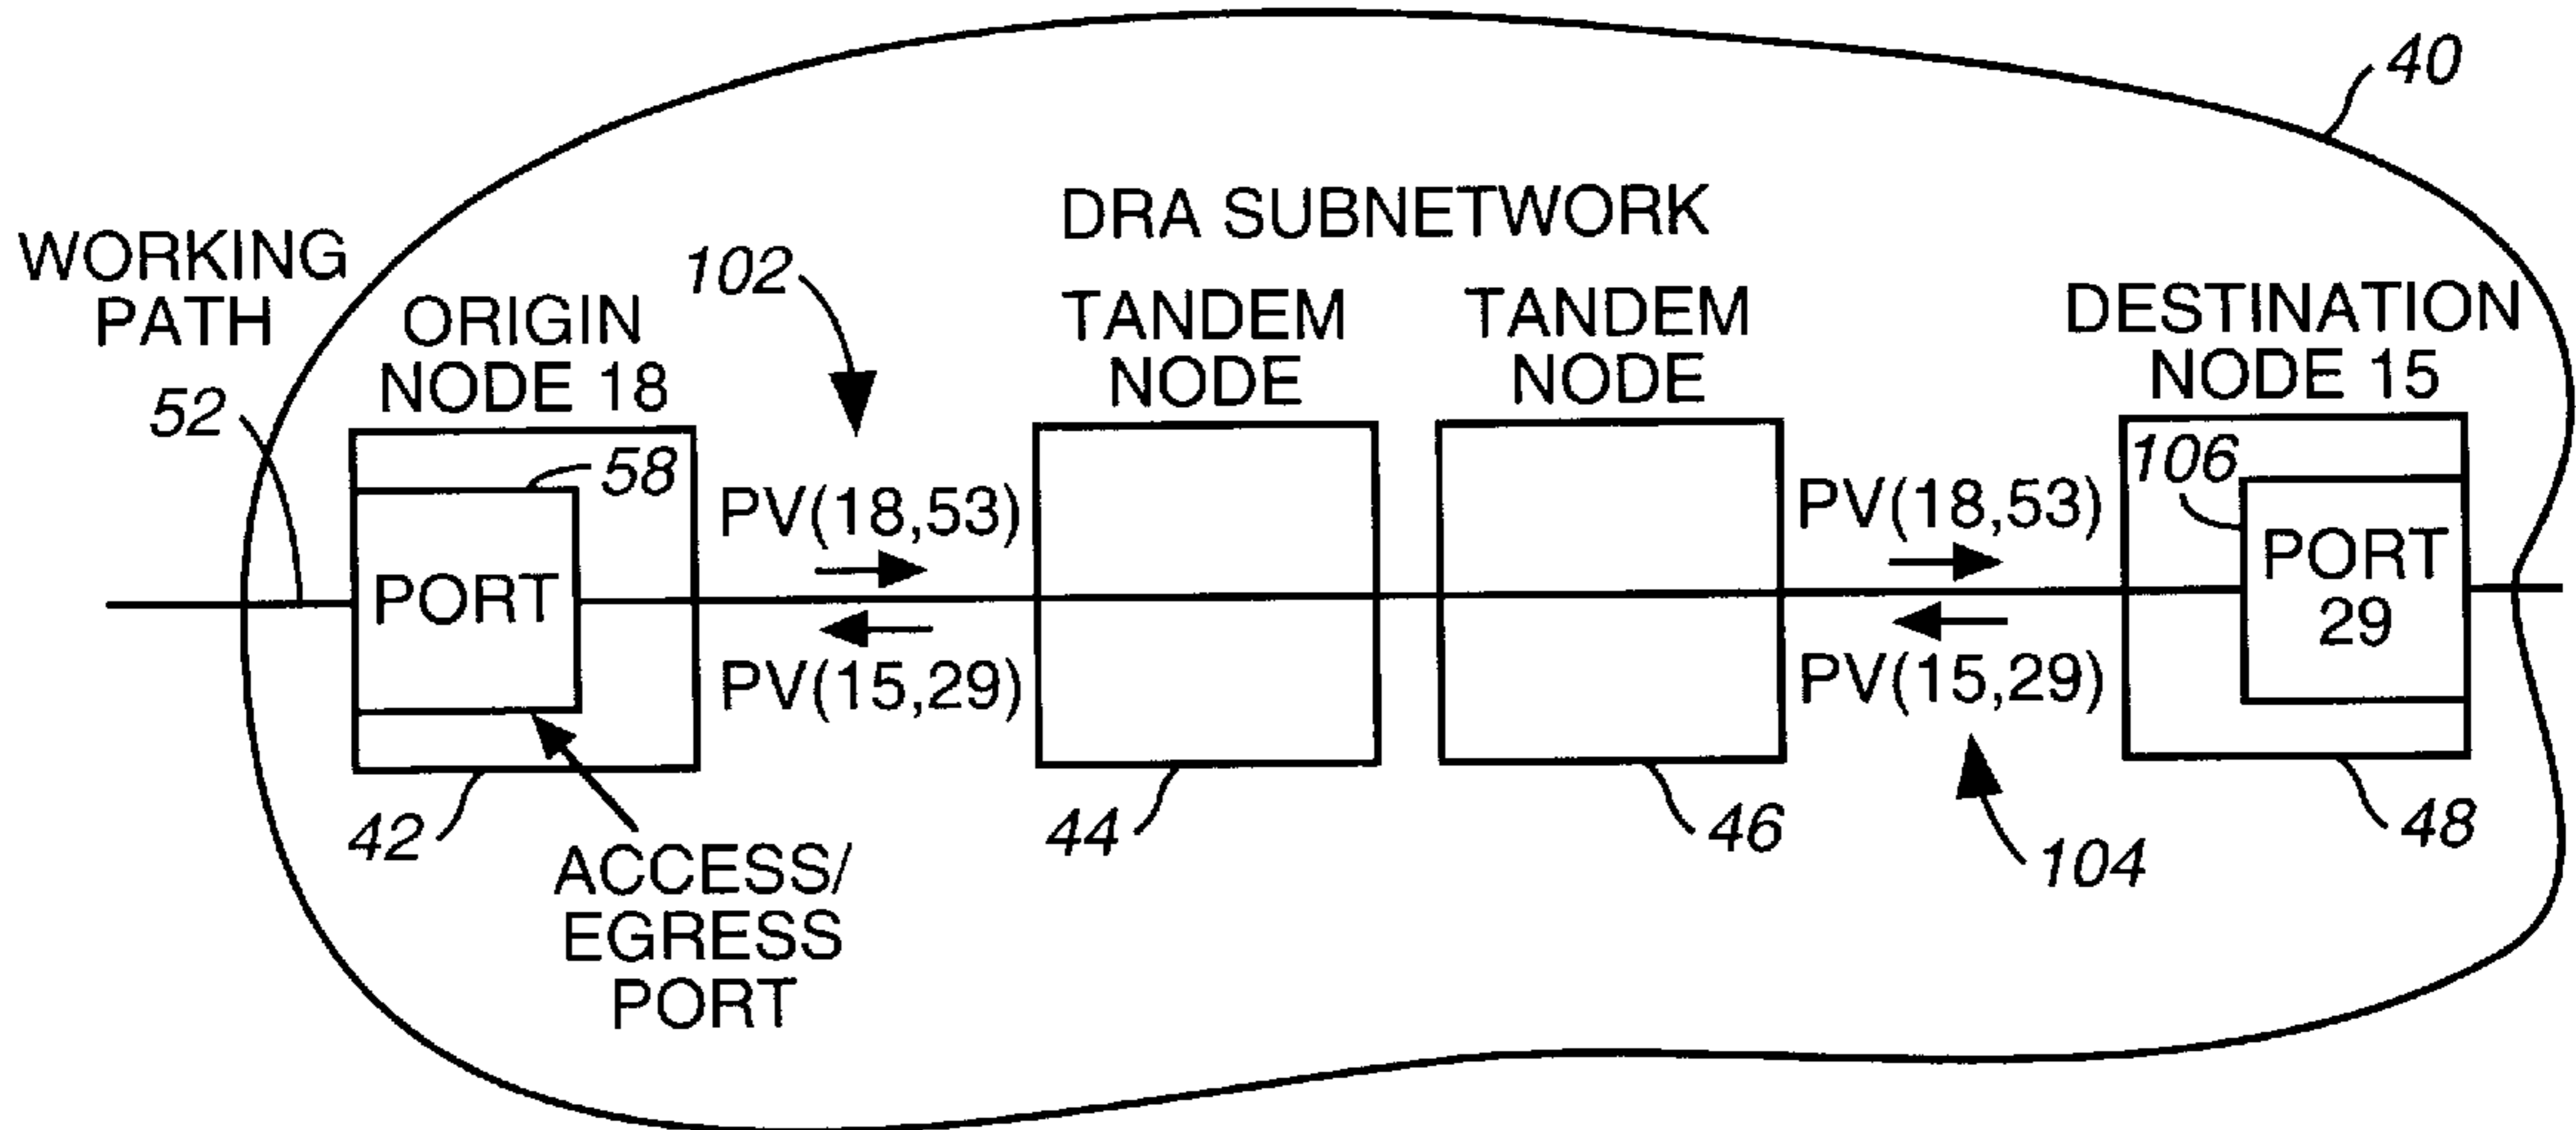 40
DRA SUBNETWORK
WORKING
PATH
102
ORIGIN
NODE 18
TANDEM
NODE
TANDEM
NODE
DESTINATION
NODE 15
52
58
106
PV(18,53)
PV(18,53)
PORT
PORT
29
PV(15,29)
PV(15,29)
42
44
46
48
104
ACCESS/
EGRESS
PORT